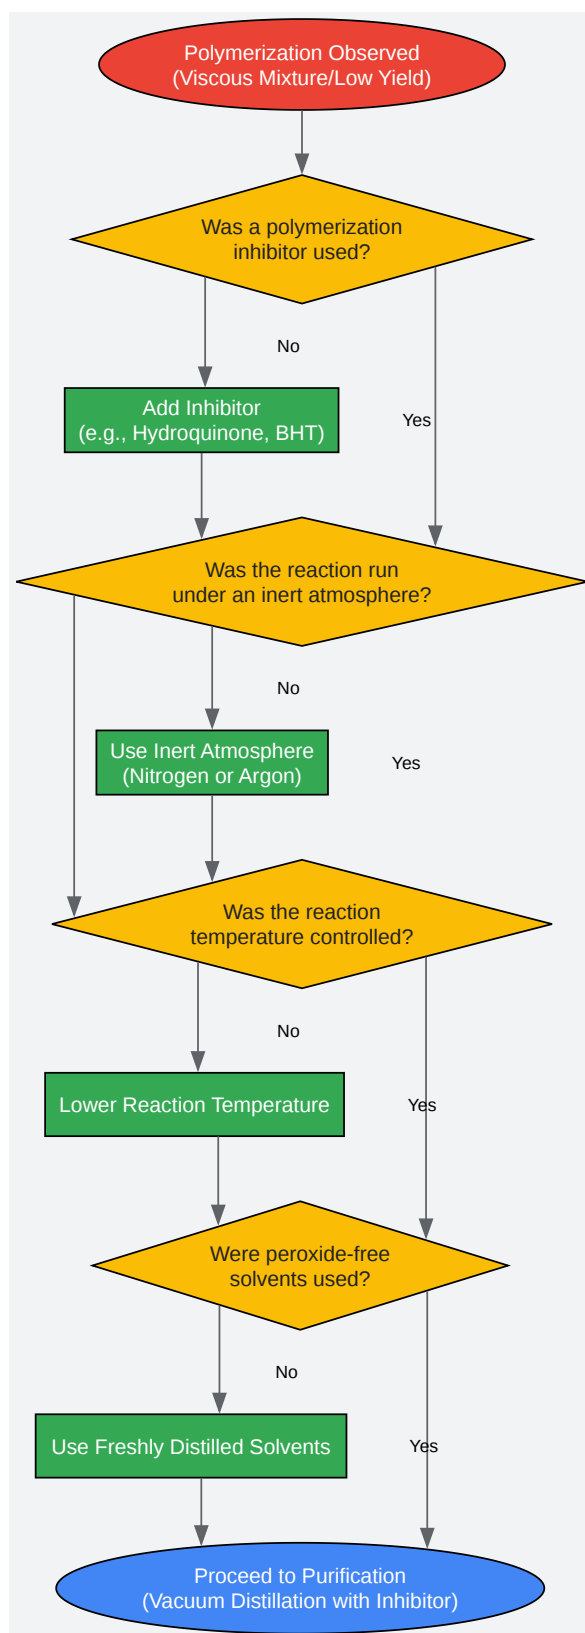 Polymerization Observed
(Viscous Mixture/Low Yield)
Was a polymerization
inhibitor used?
No
Add Inhibitor
(e.g., Hydroquinone, BHT)
Yes
Was the reaction run
under an inert atmosphere?
No
Use Inert Atmosphere
(Nitrogen or Argon)
Yes
Was the reaction
temperature controlled?
No
Lower Reaction Temperature
Yes
Were peroxide-free
solvents used?
No
Use Freshly Distilled Solvents
Yes
Proceed to Purification
(Vacuum Distillation with Inhibitor)